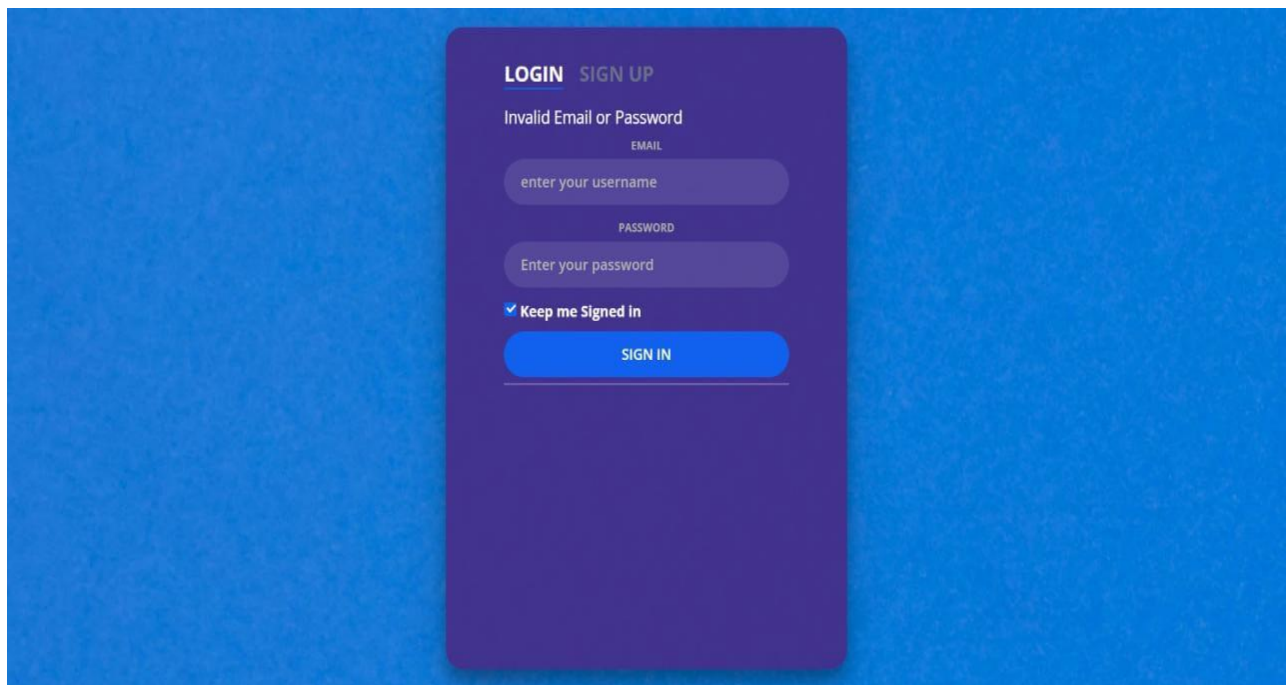 LOGIN SIGN UP
Invalid Email or Password
EMAIL
enter your username
PASSWORD
Enter your password
Keep me Signed in
SIGN IN